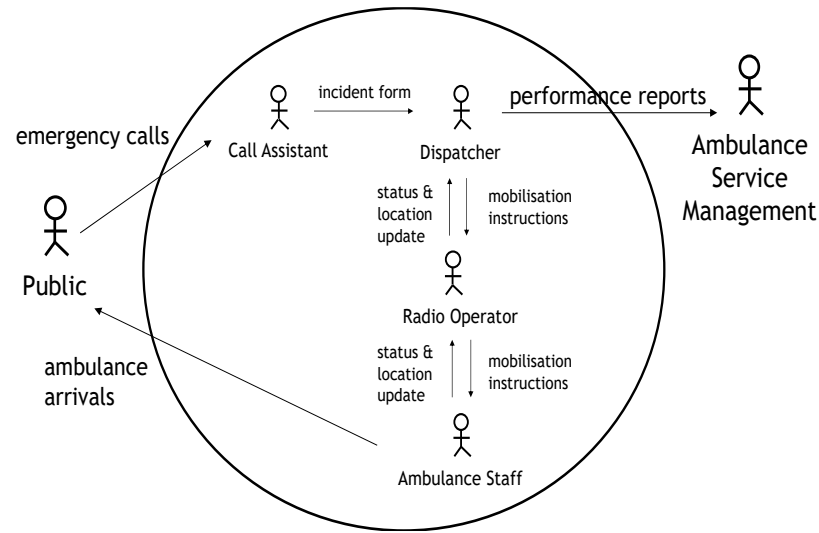 incident form
performance reports
emergency calls
Call Assistant
Dispatcher
Ambulance
Service
Management
status &
location
update
mobilisation
instructions
Public
Radio Operator
ambulance
arrivals
status &
location
update
mobilisation
instructions
Ambulance Staff